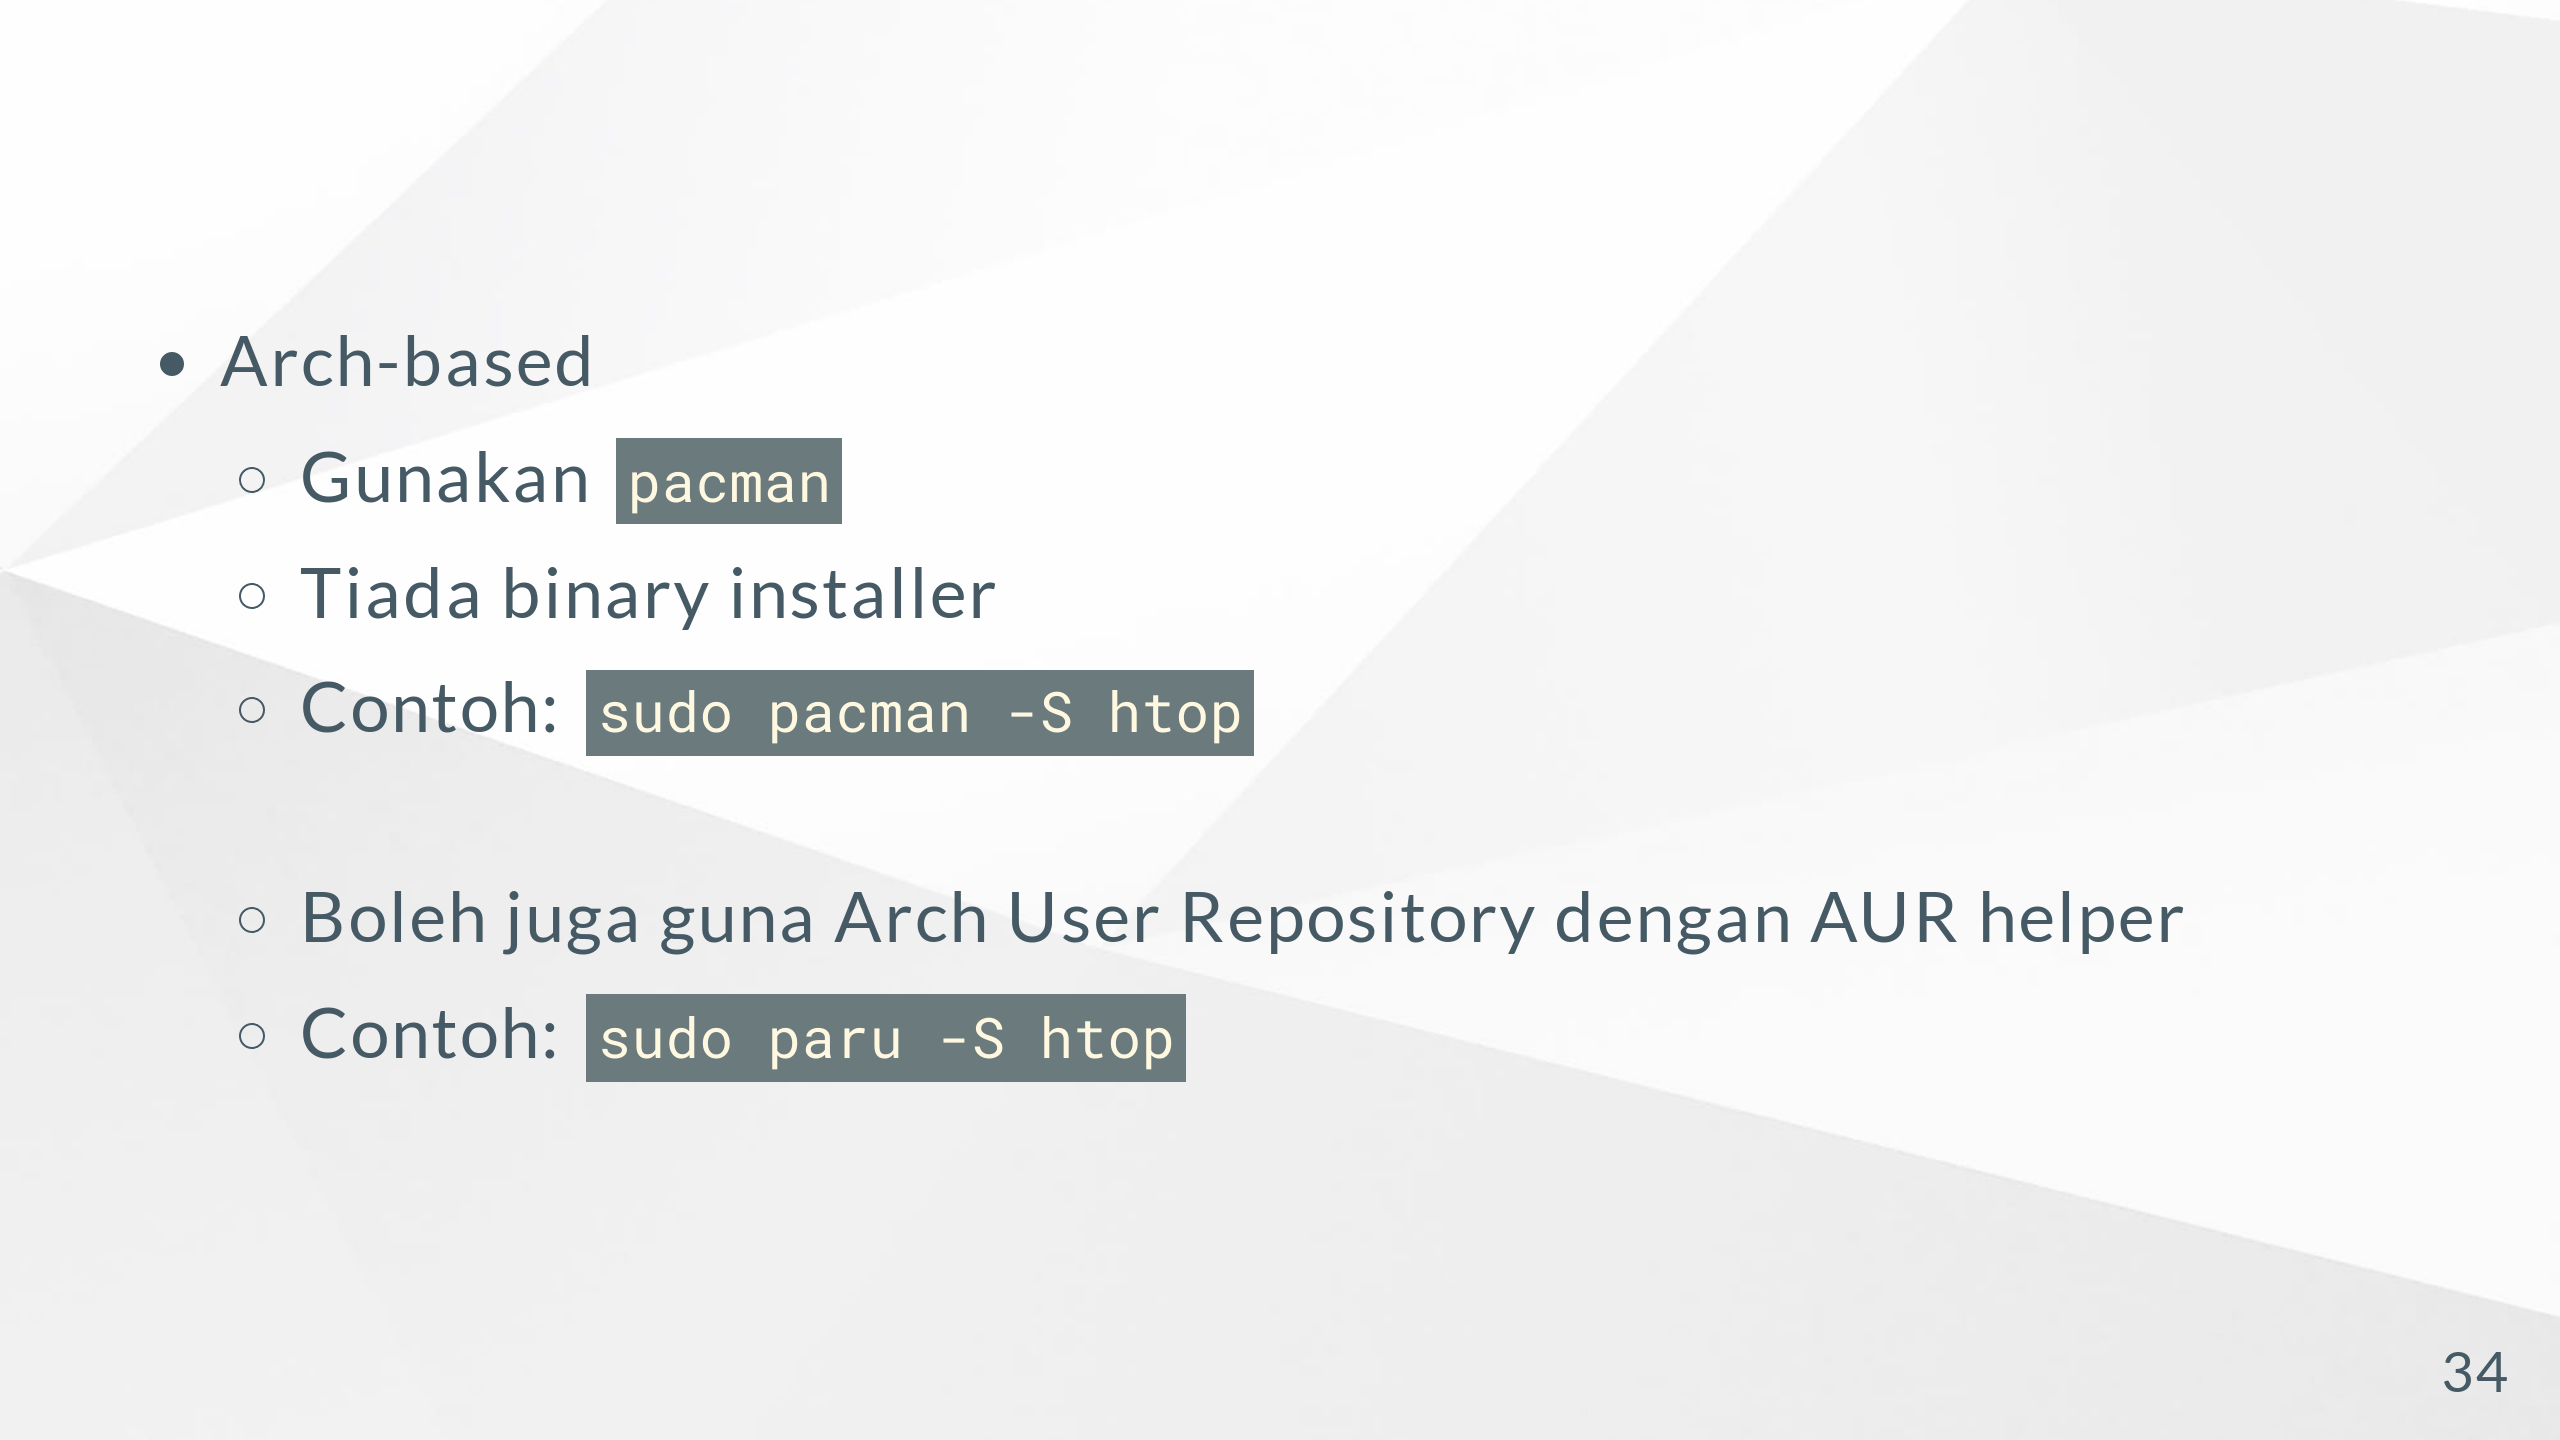 Arch-based
Gunakan pacman
Tiada binary installer
Contoh: sudo pacman -S htop
Boleh juga guna Arch User Repository dengan AUR helper
Contoh: sudo paru -S htop
34